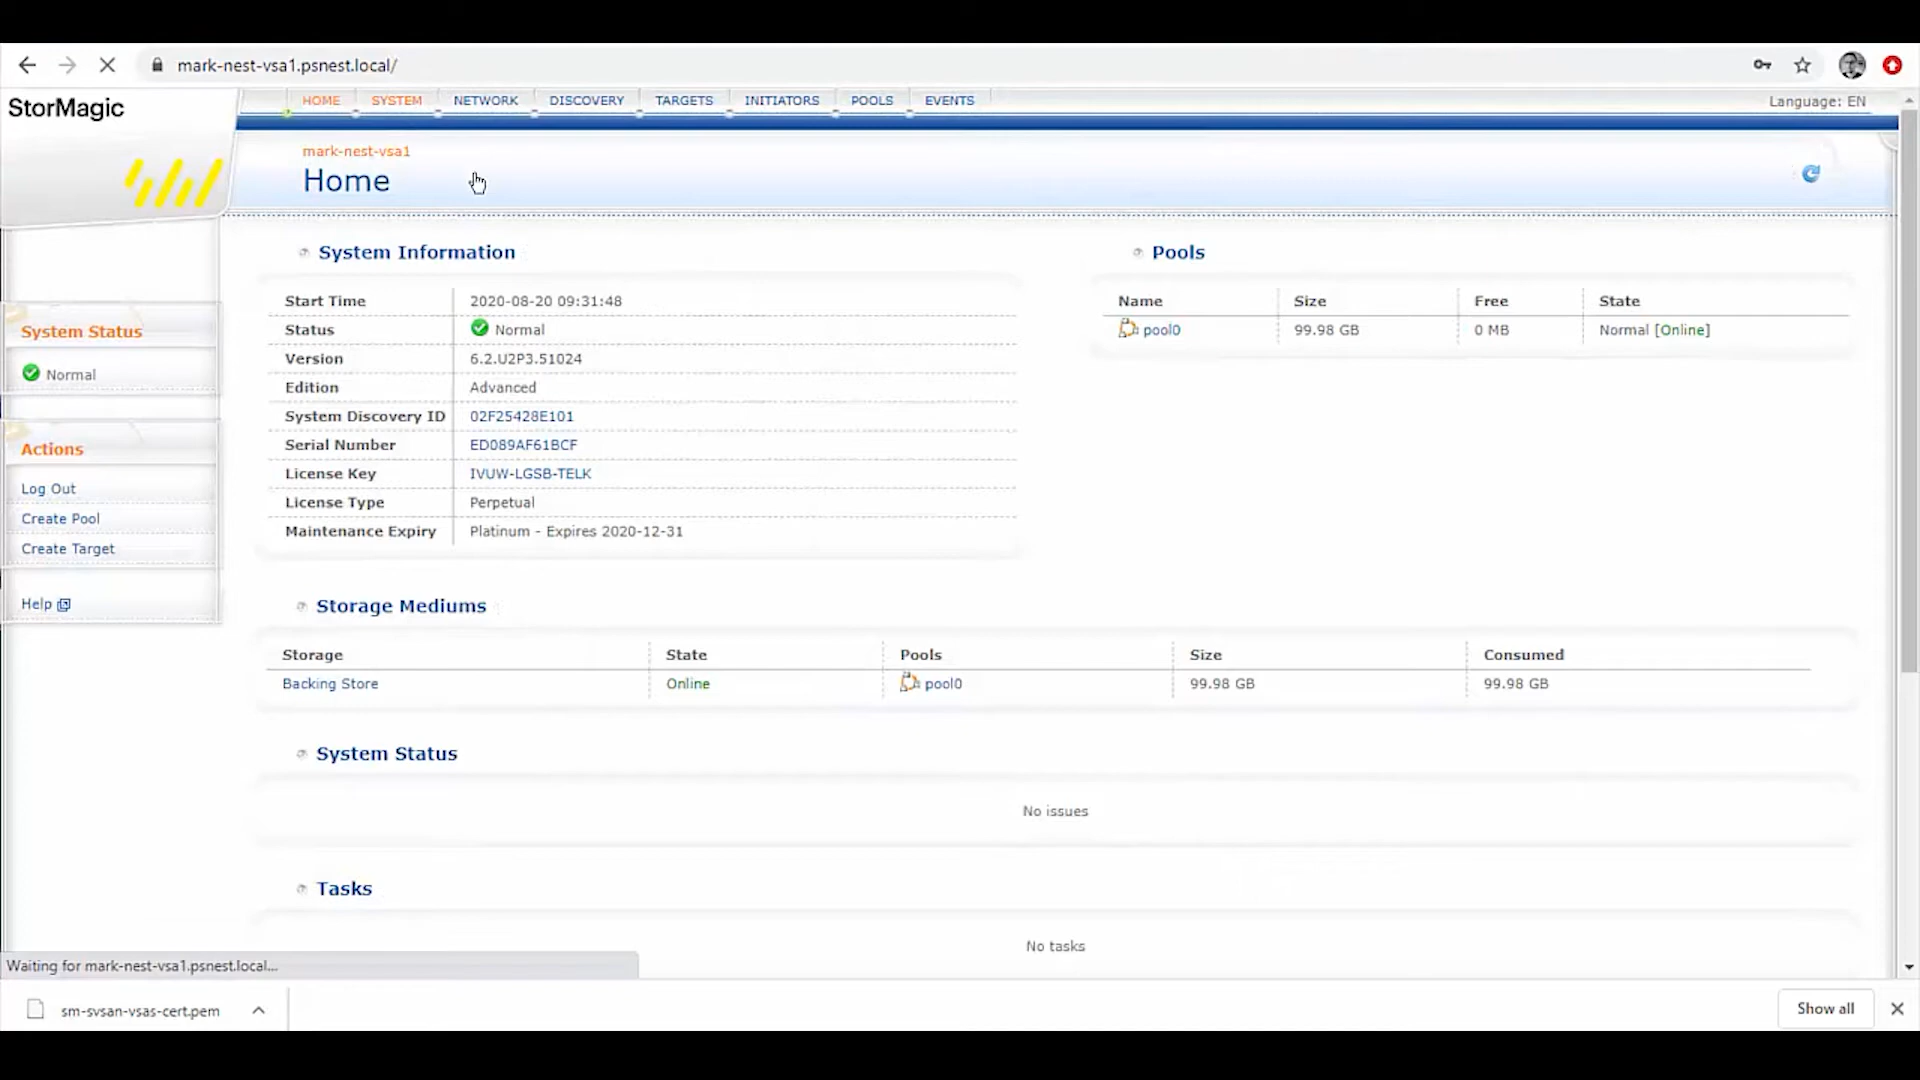 mark-nest-vsa1.psnest.local/
StorMagic
HOME SYSTEM NETWORK DISCOVERY TARGETS INITIATORS POOLS EVENTS
Language: EN
mark-nest-vsa1
Home
System Status
Normal
Actions
Log Out
Create Pool
Create Target
Help
System Information
Start Time 2020-08-20 09:31:48
Status Normal
Version 6.2.U2P3.51024
Edition Advanced
System Discovery ID 02F25428E101
Serial Number ED089AF61BCF
License Key IVUW-LGSB-TELK
License Type Perpetual
Maintenance Expiry Platinum - Expires 2020-12-31
Pools
Name Size Free State
pool0 99.98 GB 0 MB Normal [Online]
Storage Mediums
Storage State Pools Size Consumed
Backing Store Online pool0 99.98 GB 99.98 GB
System Status
No issues
Tasks
No tasks
Waiting for mark-nest-vsa1.psnest.local...
sm-svsan-vsas-cert.pem
Show all